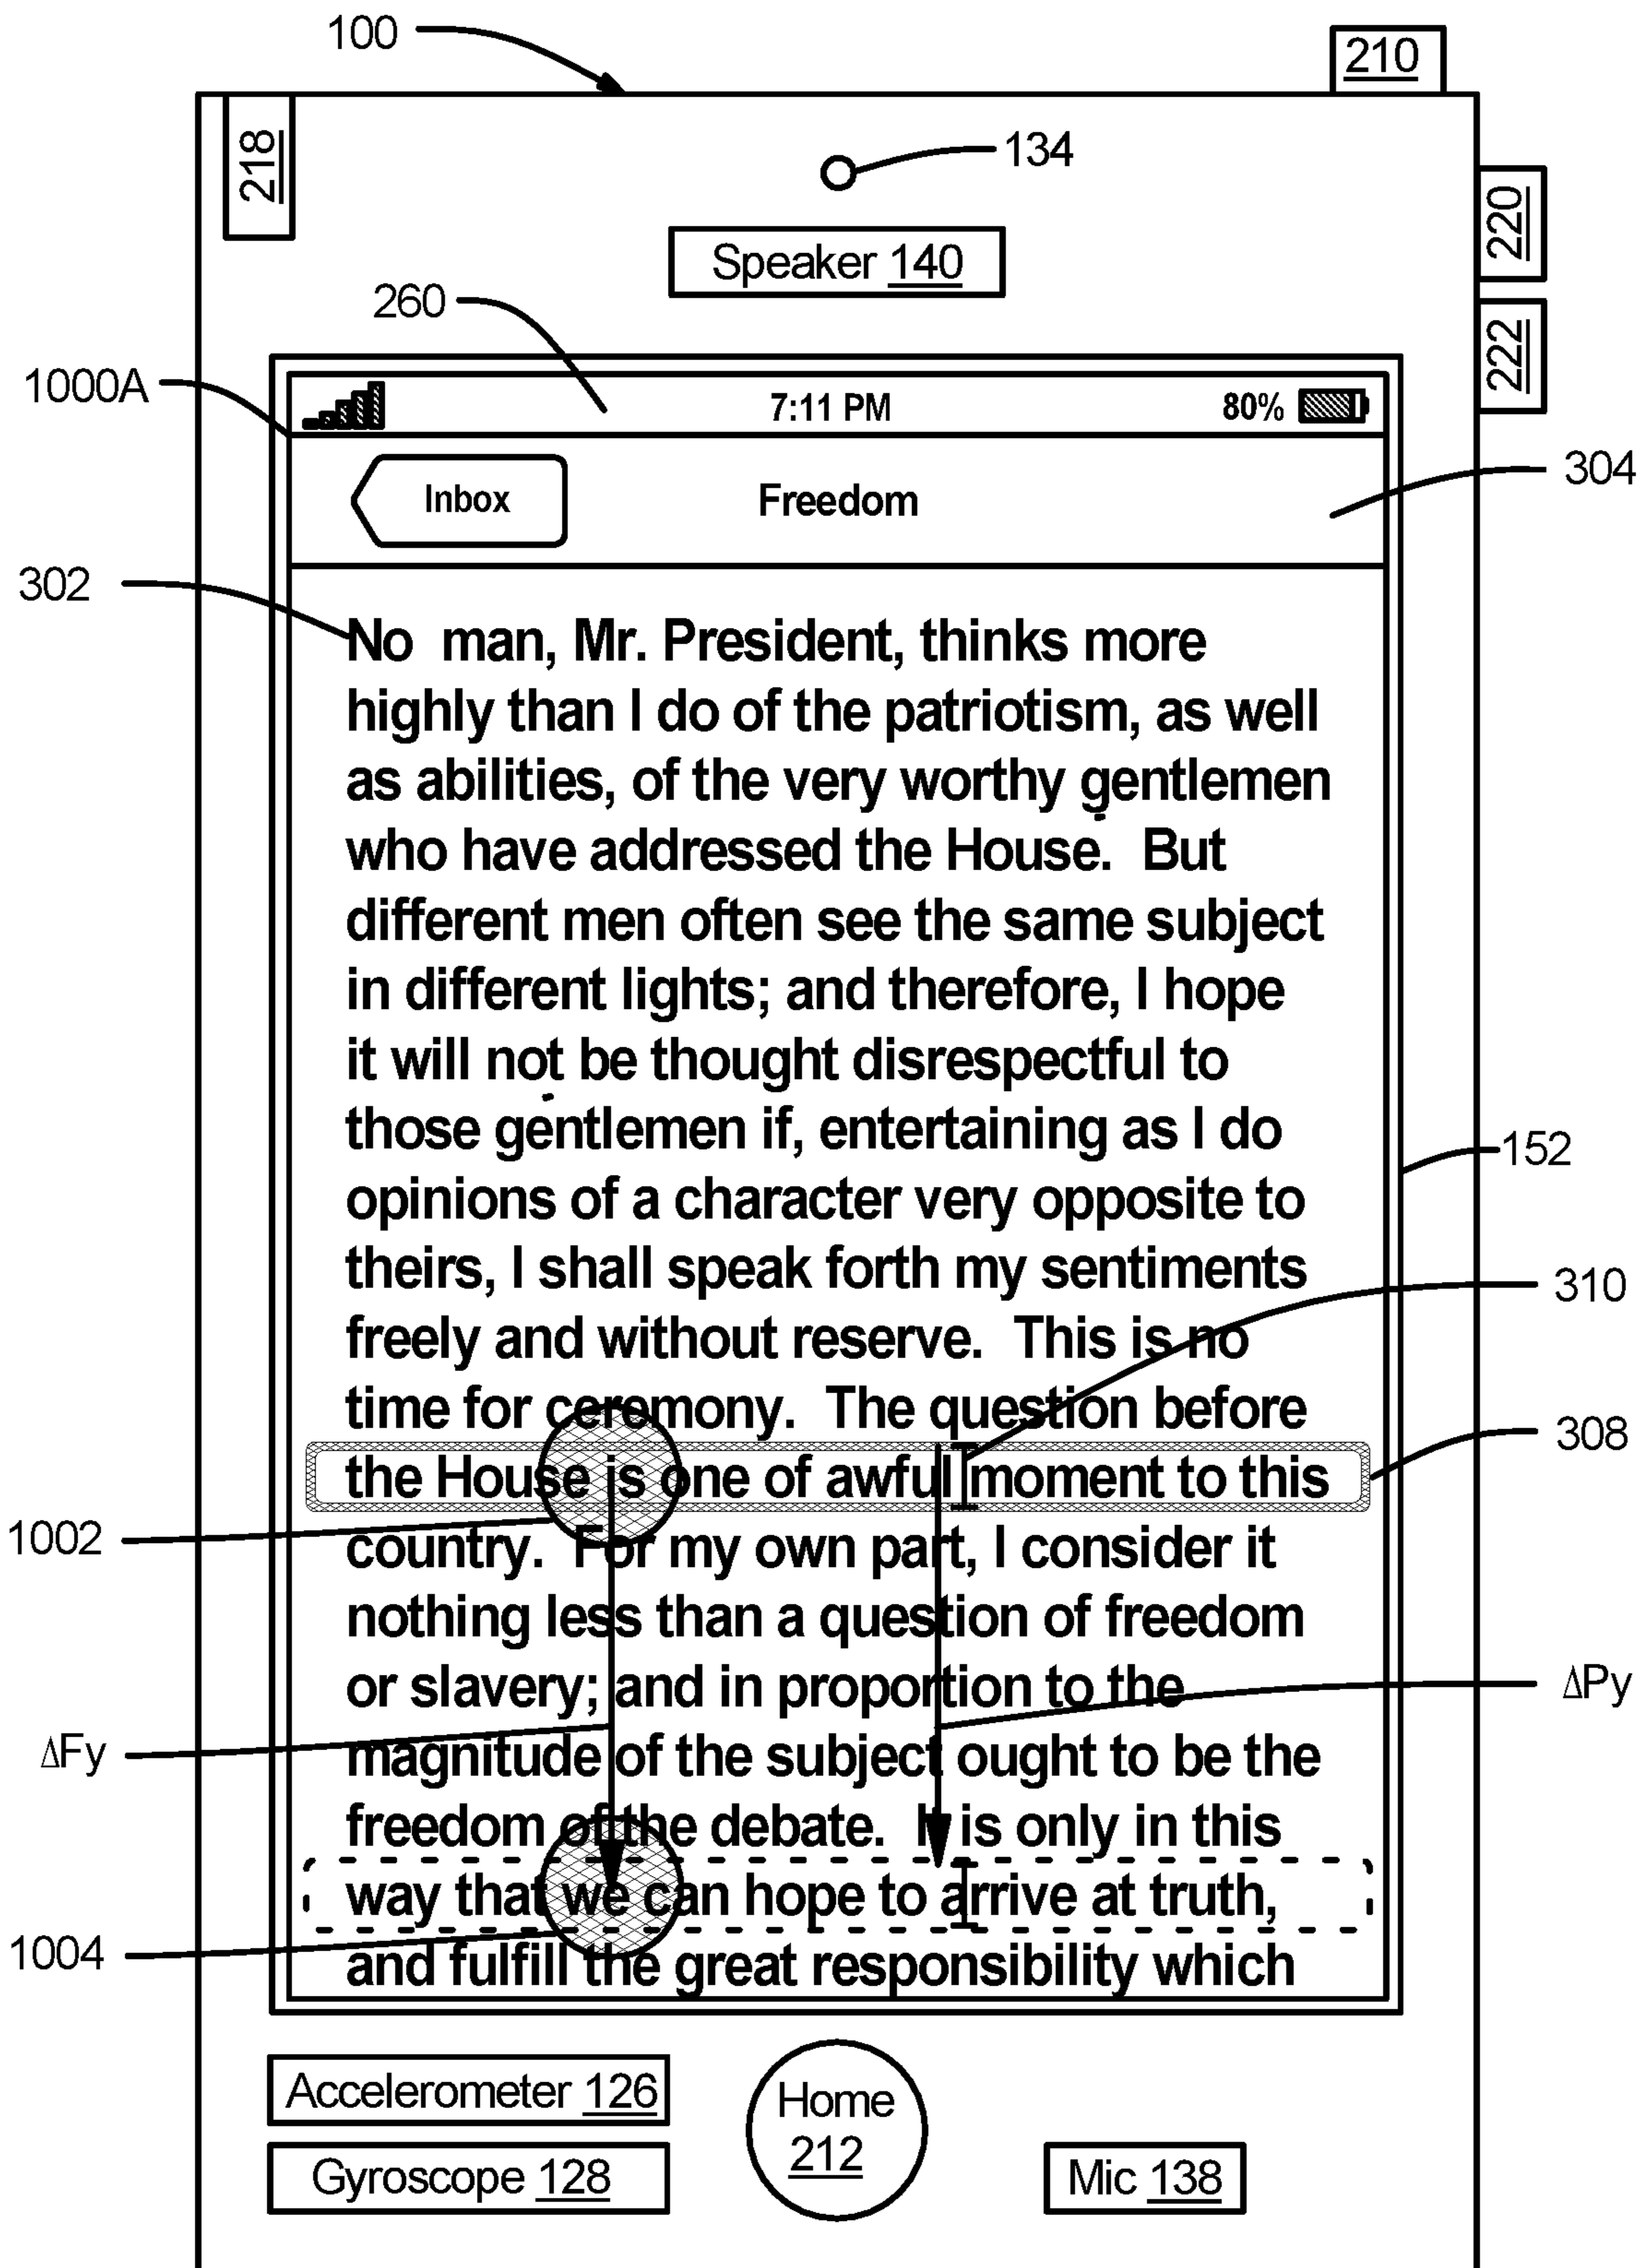 100
210
218
134
220
Speaker 140
260
222
1000A
7:11 PM
80%
304
Inbox
Freedom
302
No man, Mr. President, thinks more
highly than I do of the patriotism, as well
as abilities, of the very worthy gentlemen
who have addressed the House. But
different men often see the same subject
in different lights; and therefore, I hope
it will not be thought disrespectful to
those gentlemen if, entertaining as I do
152
opinions of a character very opposite to
theirs, I shall speak forth my sentiments
310
freely and without reserve. This is no
time for ceremony. The question before
308
the House is one of awful moment to this
1002
country. For my own part, I consider it
nothing less than a question of freedom
or slavery; and in proportion to the
ΔPy
ΔFy
magnitude of the subject ought to be the
freedom of the debate. It is only in this
way that we can hope to arrive at truth,
1004
and fulfill the great responsibility which
Accelerometer 126
Home
212
Gyroscope 128
Mic 138